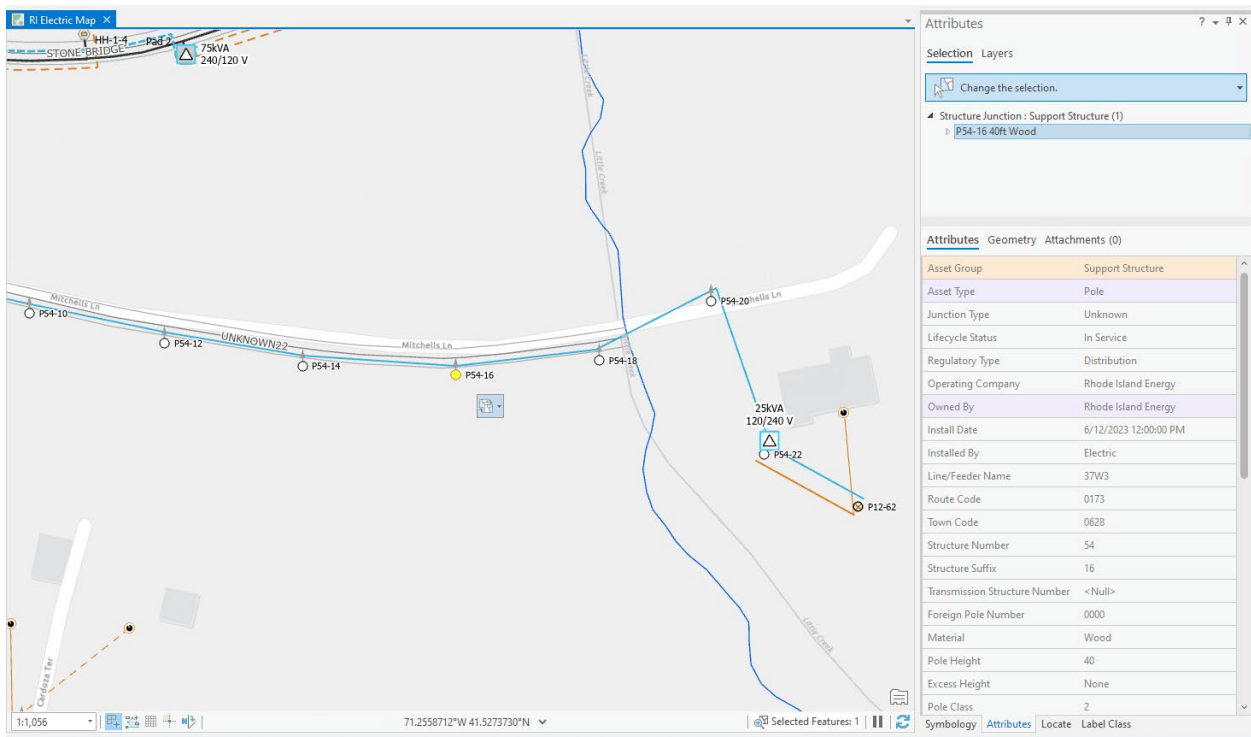 RI Electric Map
HH-1-4
Pad 2
STONE BRIDGE
75kVA
240/120 V
Little Creek
Little Creek
Mitchells Ln
P54-10
P54-12
UNKNOWN22
P54-14
Mitchells Ln
P54-16
P54-18
P54-20
hells Ln
25kVA
120/240 V
P54-22
P12-62
Little Creek
Cardoza Ter
1:1,056
71.2558712°W 41.5273730°N
Selected Features: 1
Attributes
Selection Layers
Change the selection.
Structure Junction : Support Structure (1)
P54-16 40ft Wood
Attributes Geometry Attachments (0)
Asset Group Support Structure
Asset Type Pole
Junction Type Unknown
Lifecycle Status In Service
Regulatory Type Distribution
Operating Company Rhode Island Energy
Owned By Rhode Island Energy
Install Date 6/12/2023 12:00:00 PM
Installed By Electric
Line/Feeder Name 37W3
Route Code 0173
Town Code 0628
Structure Number 54
Structure Suffix 16
Transmission Structure Number <Null>
Foreign Pole Number 0000
Material Wood
Pole Height 40
Excess Height None
Pole Class 2
Symbology Attributes Locate Label Class